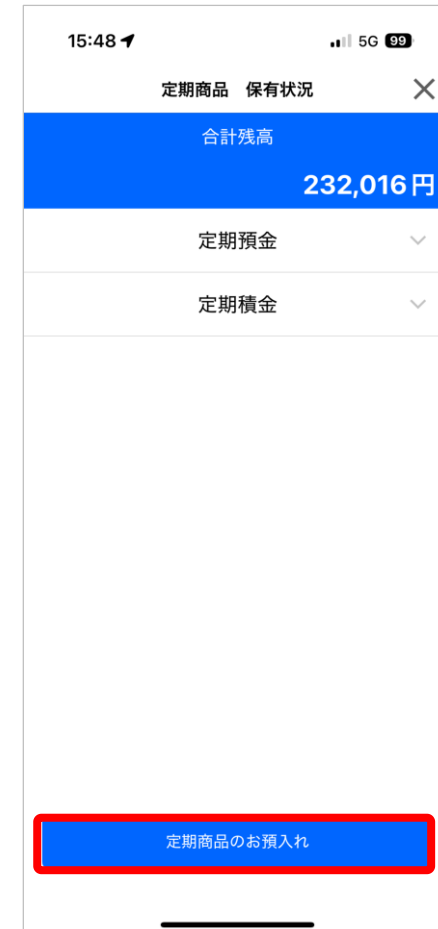 15:48 5G 99
定期商品 保有状況
合計残高
232,016円
定期預金
定期積金
定期商品のお預入れ